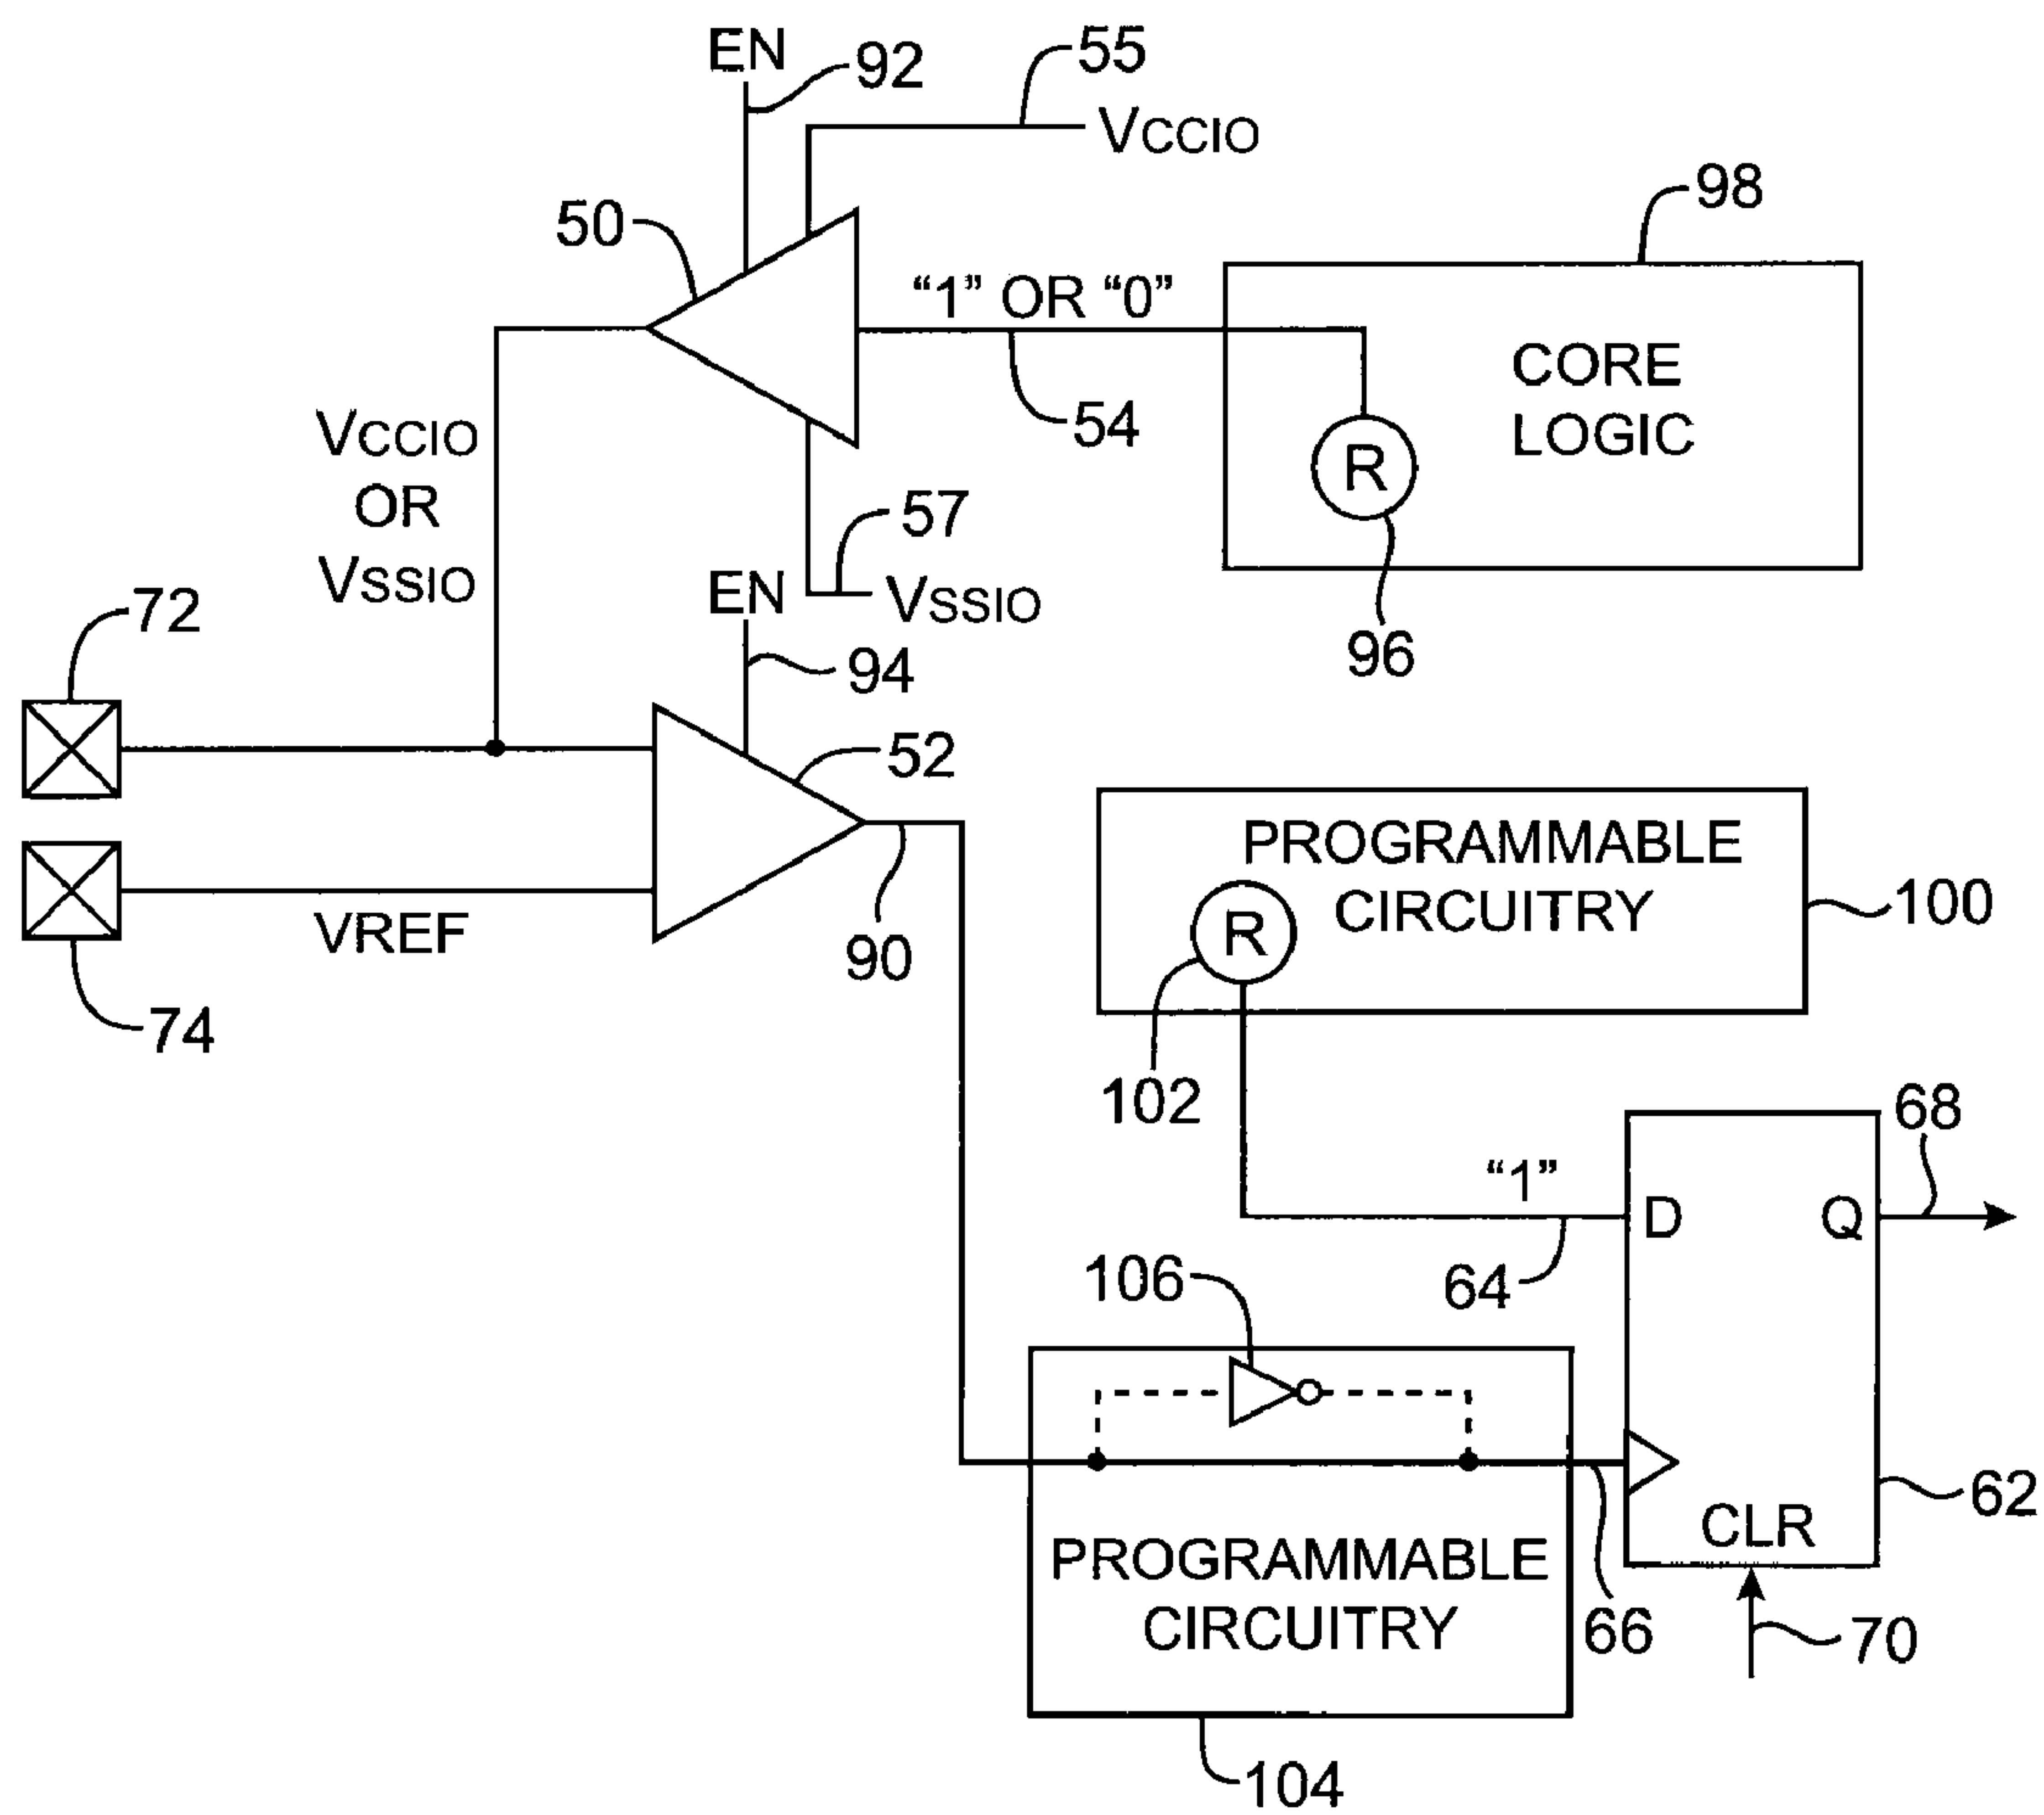 EN
92
55
VCCIO
50
98
"1" OR "0"
54
CORE
LOGIC
R
96
VCCIO
OR
VSSIO
57
VSSIO
EN
94
72
52
74
VREF
90
PROGRAMMABLE
CIRCUITRY
R
100
102
"1"
64
D
Q
68
106
62
CLR
66
70
PROGRAMMABLE
CIRCUITRY
104